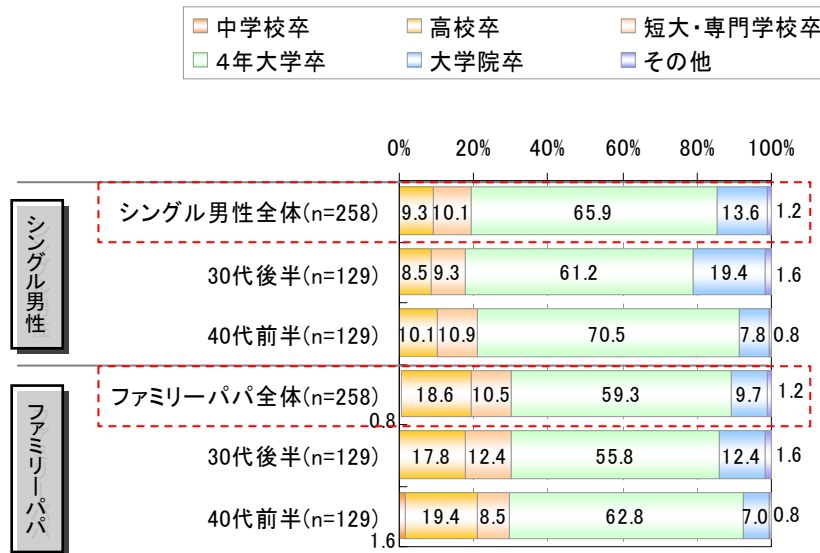 中学校卒 高校卒 短大・専門学校卒
4年大学卒 大学院卒 その他
0% 20% 40% 60% 80% 100%
シングル男性
シングル男性全体(n=258) 9.3 10.1 65.9 13.6 1.2
30代後半(n=129) 8.5 9.3 61.2 19.4 1.6
40代前半(n=129) 10.1 10.9 70.5 7.8 0.8
ファミリーパパ
ファミリーパパ全体(n=258) 18.6 10.5 59.3 9.7 1.2
0.8
30代後半(n=129) 17.8 12.4 55.8 12.4 1.6
40代前半(n=129) 19.4 8.5 62.8 7.0 0.8
1.6